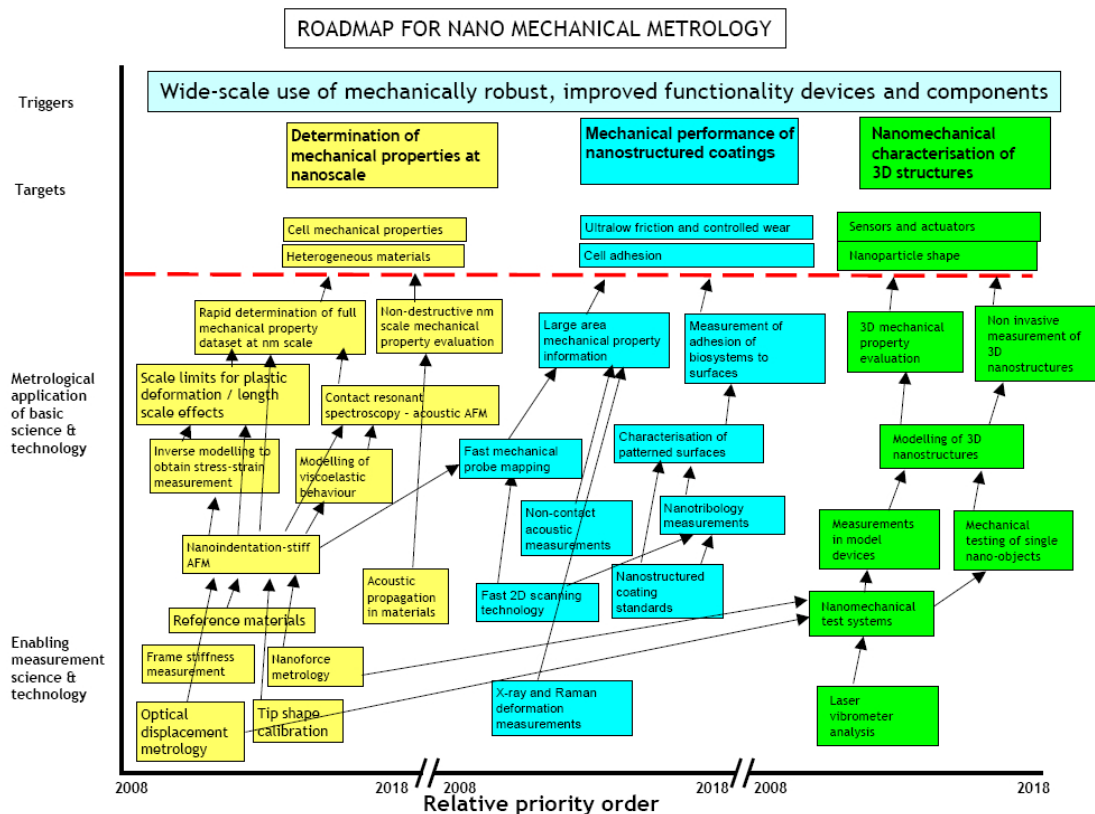 ROADMAP FOR NANO MECHANICAL METROLOGY
Triggers
Wide-scale use of mechanically robust, improved functionality devices and components
Targets
Determination of
mechanical properties at
nanoscale
Mechanical performance of
nanostructured coatings
Nanomechanical
characterisation of
3D structures
Cell mechanical properties
Heterogeneous materials
Ultralow friction and controlled wear
Cell adhesion
Sensors and actuators
Nanoparticle shape
Metrological
application
of basic
science &
technology
Rapid determination of full
mechanical property
dataset at nm scale
Non-destructive nm
scale mechanical
property evaluation
Large area
mechanical property
information
Measurement of
adhesion of
biosystems to
surfaces
3D mechanical
property
evaluation
Non invasive
measurement of
3D
nanostructures
Scale limits for plastic
deformation / length
scale effects
Contact resonant
spectroscopy – acoustic AFM
Inverse modelling to
obtain stress-strain
measurement
Modelling of
viscoelastic
behaviour
Fast mechanical
probe mapping
Characterisation of
patterned surfaces
Modelling of 3D
nanostructures
Nanoindentation-stiff
AFM
Non-contact
acoustic
measurements
Nanotribology
measurements
Measurements
in model
devices
Mechanical
testing of single
nano-objects
Enabling
measurement
science &
technology
Acoustic
propagation
in materials
Fast 2D scanning
technology
Nanostructured
coating
standards
Nanomechanical
test systems
Reference materials
Frame stiffness
measurement
Nanoforce
metrology
Optical
displacement
metrology
Tip shape
calibration
X-ray and Raman
deformation
measurements
Laser
vibrometer
analysis
2008
2018
2008
2018
2008
2018
Relative priority order